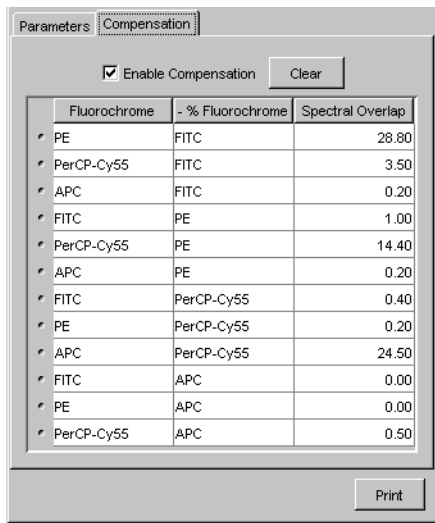 Parameters Compensation
Enable Compensation Clear
Fluorochrome - % Fluorochrome Spectral Overlap
PE FITC 28.80
PerCP-Cy55 FITC 3.50
APC FITC 0.20
FITC PE 1.00
PerCP-Cy55 PE 14.40
APC PE 0.20
FITC PerCP-Cy55 0.40
PE PerCP-Cy55 0.20
APC PerCP-Cy55 24.50
FITC APC 0.00
PE APC 0.00
PerCP-Cy55 APC 0.50
Print